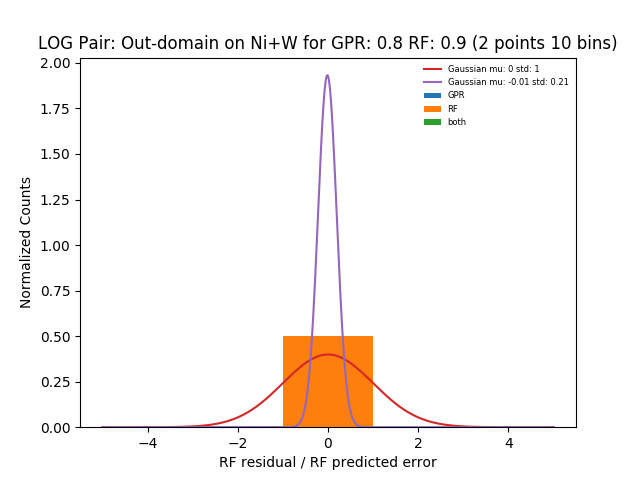 LOG Pair: Out-domain on Ni+W for GPR: 0.8 RF: 0.9 (2 points 10 bins)
2.00
1.75
1.50
1.25
1.00
0.75
0.50
0.25
0.00
Normalized Counts
Gaussian mu: 0 std: 1
Gaussian mu: -0.01 std: 0.21
GPR
RF
both
−4
−2
0
2
4
RF residual / RF predicted error